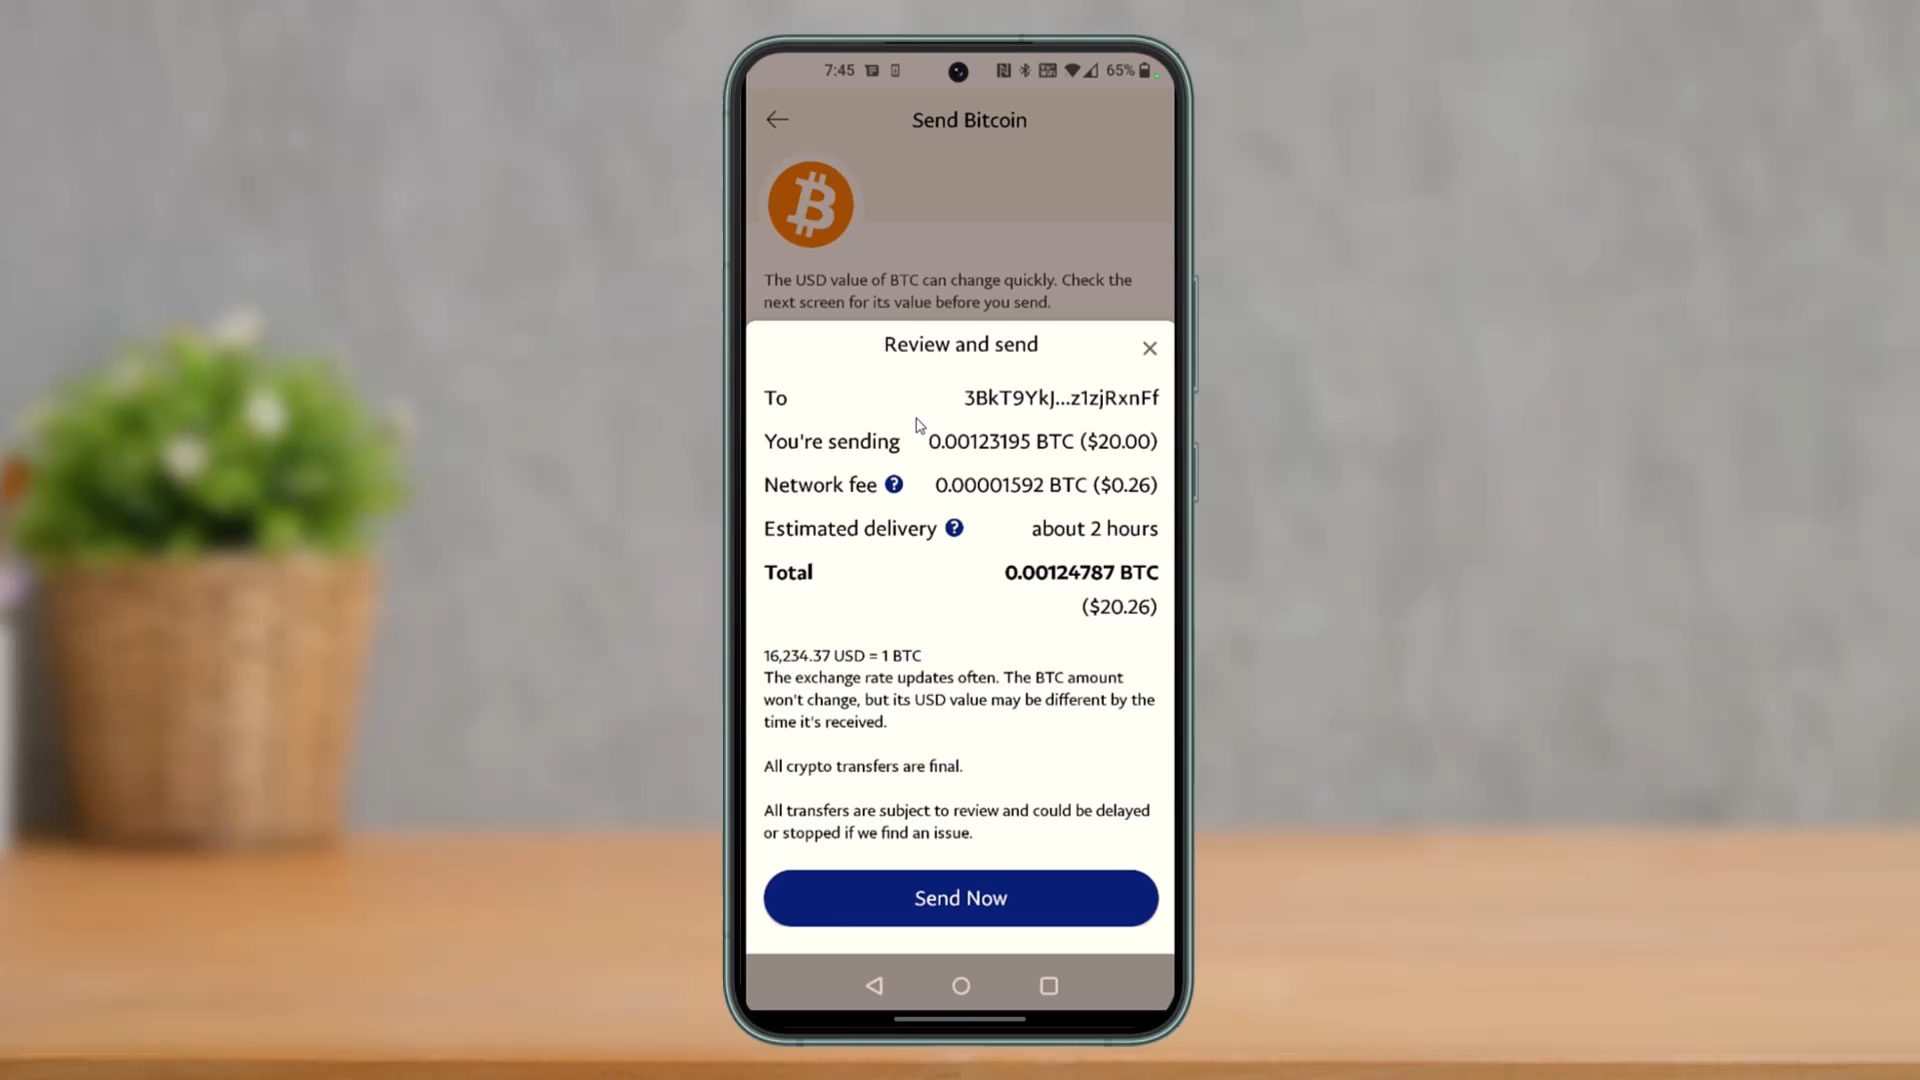 7:45
65%
Send Bitcoin
The USD value of BTC can change quickly. Check the
next screen for its value before you send.
Review and send
To 3BkT9YkJ...z1zjRxnFf
You're sending 0.00123195 BTC ($20.00)
Network fee ? 0.00001592 BTC ($0.26)
Estimated delivery ? about 2 hours
Total 0.00124787 BTC
($20.26)
16,234.37 USD = 1 BTC
The exchange rate updates often. The BTC amount
won't change, but its USD value may be different by the
time it's received.
All crypto transfers are final.
All transfers are subject to review and could be delayed
or stopped if we find an issue.
Send Now